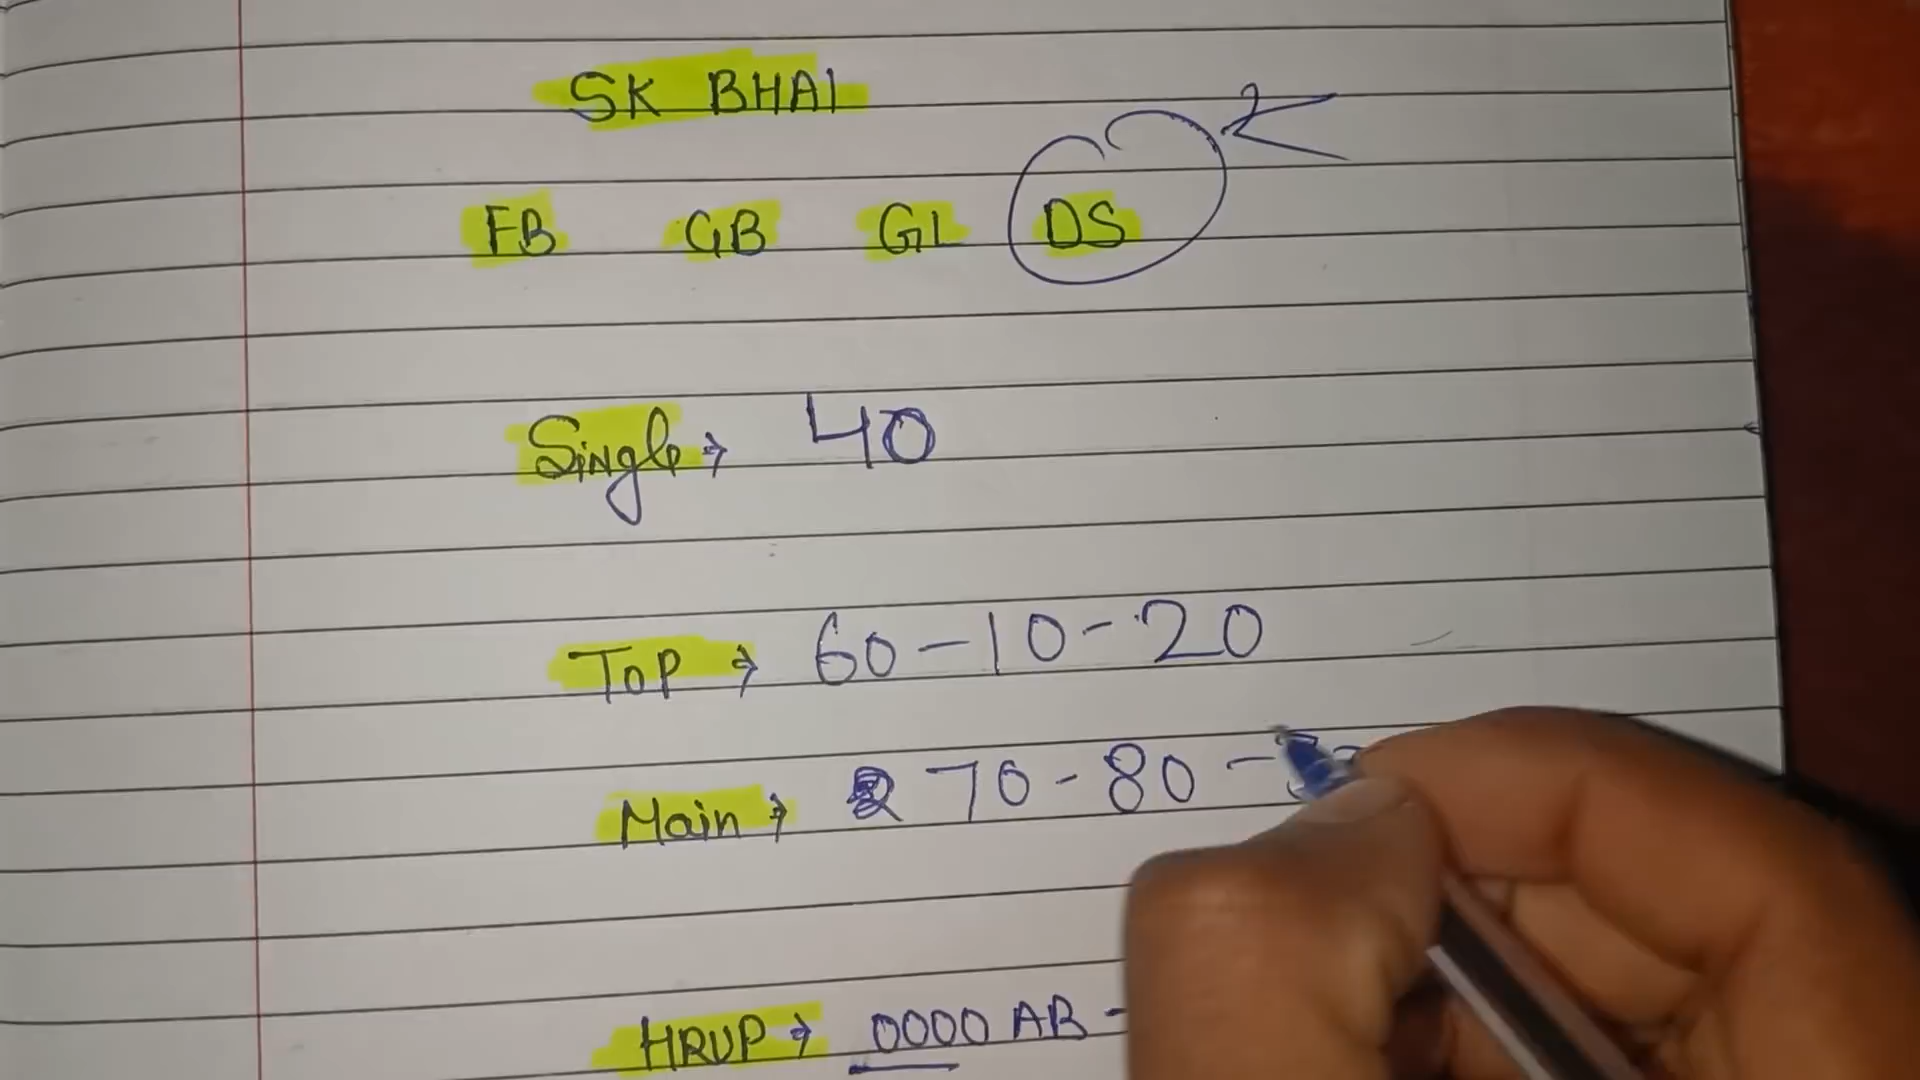 SK BHAI
FB GB GL DS
Single → 40
TOP → 60-10-20
Main → 70-80-
HRUP → 0000 AB-